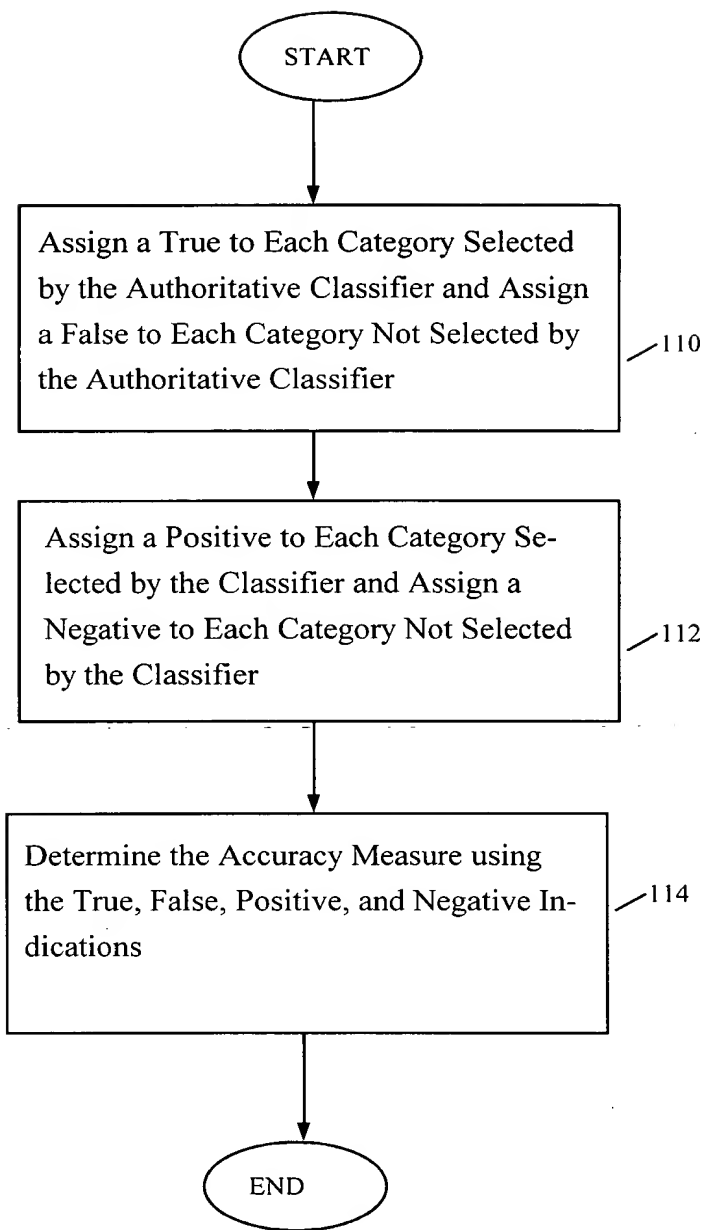 START
Assign a True to Each Category Selected
by the Authoritative Classifier and Assign
a False to Each Category Not Selected by
the Authoritative Classifier
110
Assign a Positive to Each Category Se-
lected by the Classifier and Assign a
Negative to Each Category Not Selected
by the Classifier
112
Determine the Accuracy Measure using
the True, False, Positive, and Negative In-
dications
114
END